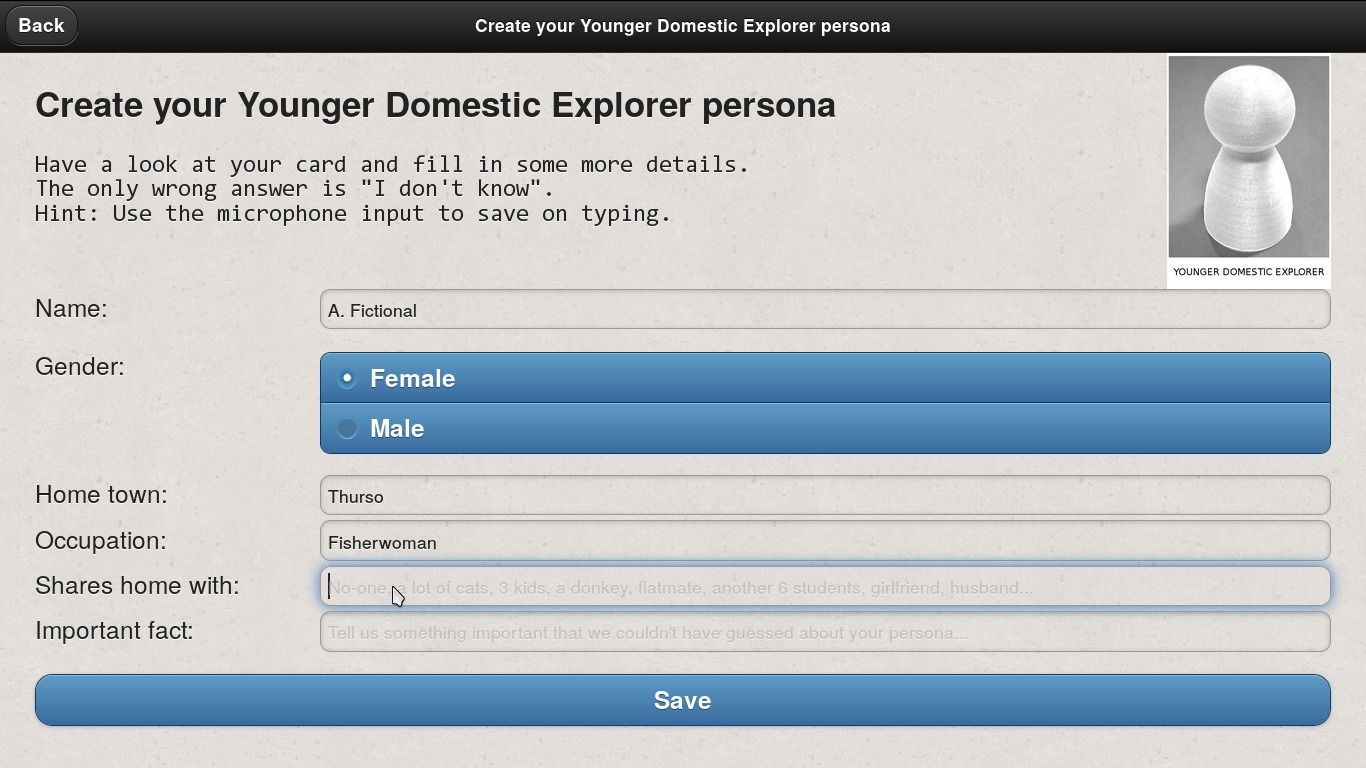 Back
Create your Younger Domestic Explorer persona
Create your Younger Domestic Explorer persona
Have a look at your card and fill in some more details.
The only wrong answer is "I don't know".
Hint: Use the microphone input to save on typing.
YOUNGER DOMESTIC EXPLORER
Name:
A. Fictional
Gender:
Female
Male
Home town:
Thurso
Occupation:
Fisherwoman
Shares home with:
No-one, a lot of cats, 3 kids, a donkey, flatmate, another 6 students, girlfriend, husband...
Important fact:
Tell us something important that we couldn't have guessed about your persona...
Save